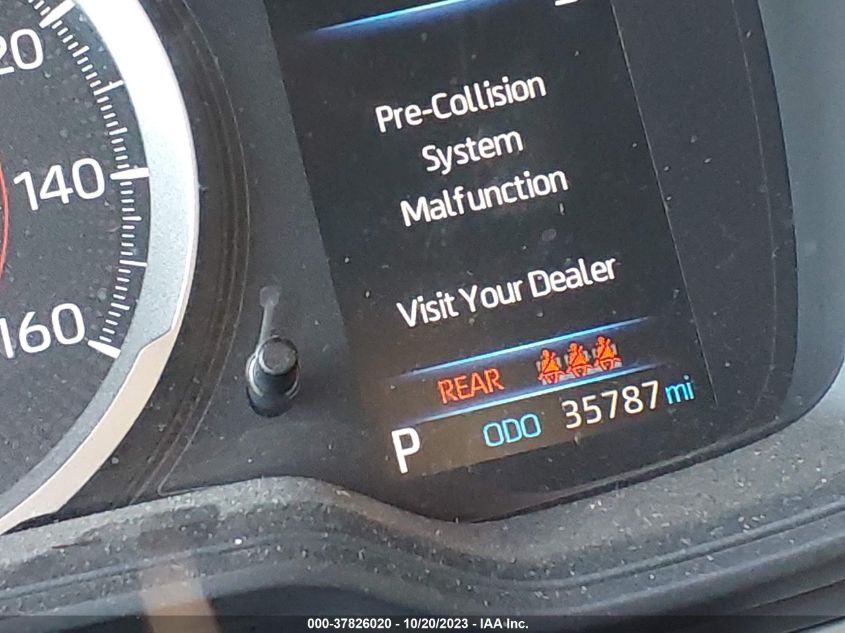 20
140
160
Pre-Collision
System
Malfunction
Visit Your Dealer
REAR
P ODO 35787 mi
000-37826020 - 10/20/2023 - IAA Inc.